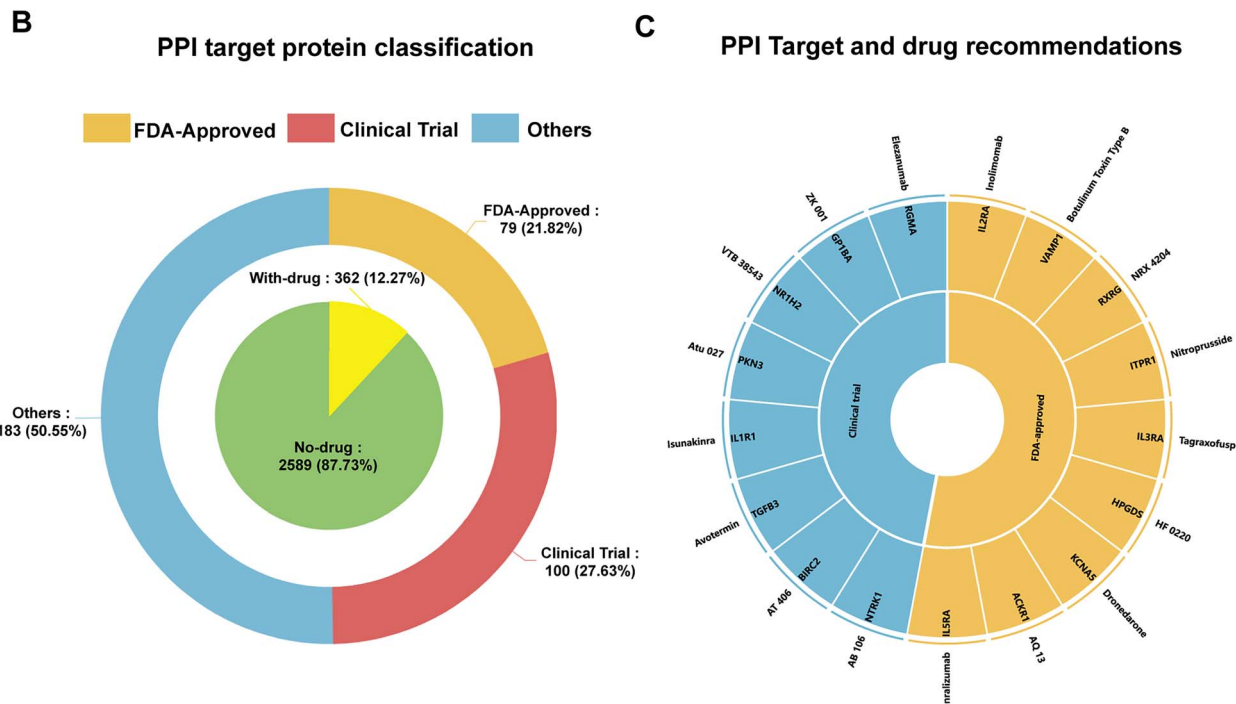 B
PPI target protein classification
FDA-Approved
Clinical Trial
Others
FDA-Approved :
79 (21.82%)
With-drug : 362 (12.27%)
No-drug :
2589 (87.73%)
Others :
183 (50.55%)
Clinical Trial :
100 (27.63%)
C
PPI Target and drug recommendations
Clinical trial
FDA-approved
IL2RA
Inolimomab
VAMP1
Botulinum Toxin Type B
RXRG
NRX 4204
ITPR1
Nitroprusside
IL3RA
Tagraxofusp
HPGDS
HF 0220
KCNA5
Dronedarone
ACKR1
AQ 13
IL5RA
nralizumab
NTRK1
AB 106
BIRC2
AT 406
TGFB3
Avotermin
IL1R1
Isunakinra
PKN3
Atu 027
NR1H2
VTB 38543
GP1BA
ZK 001
RGMA
Elezanumab